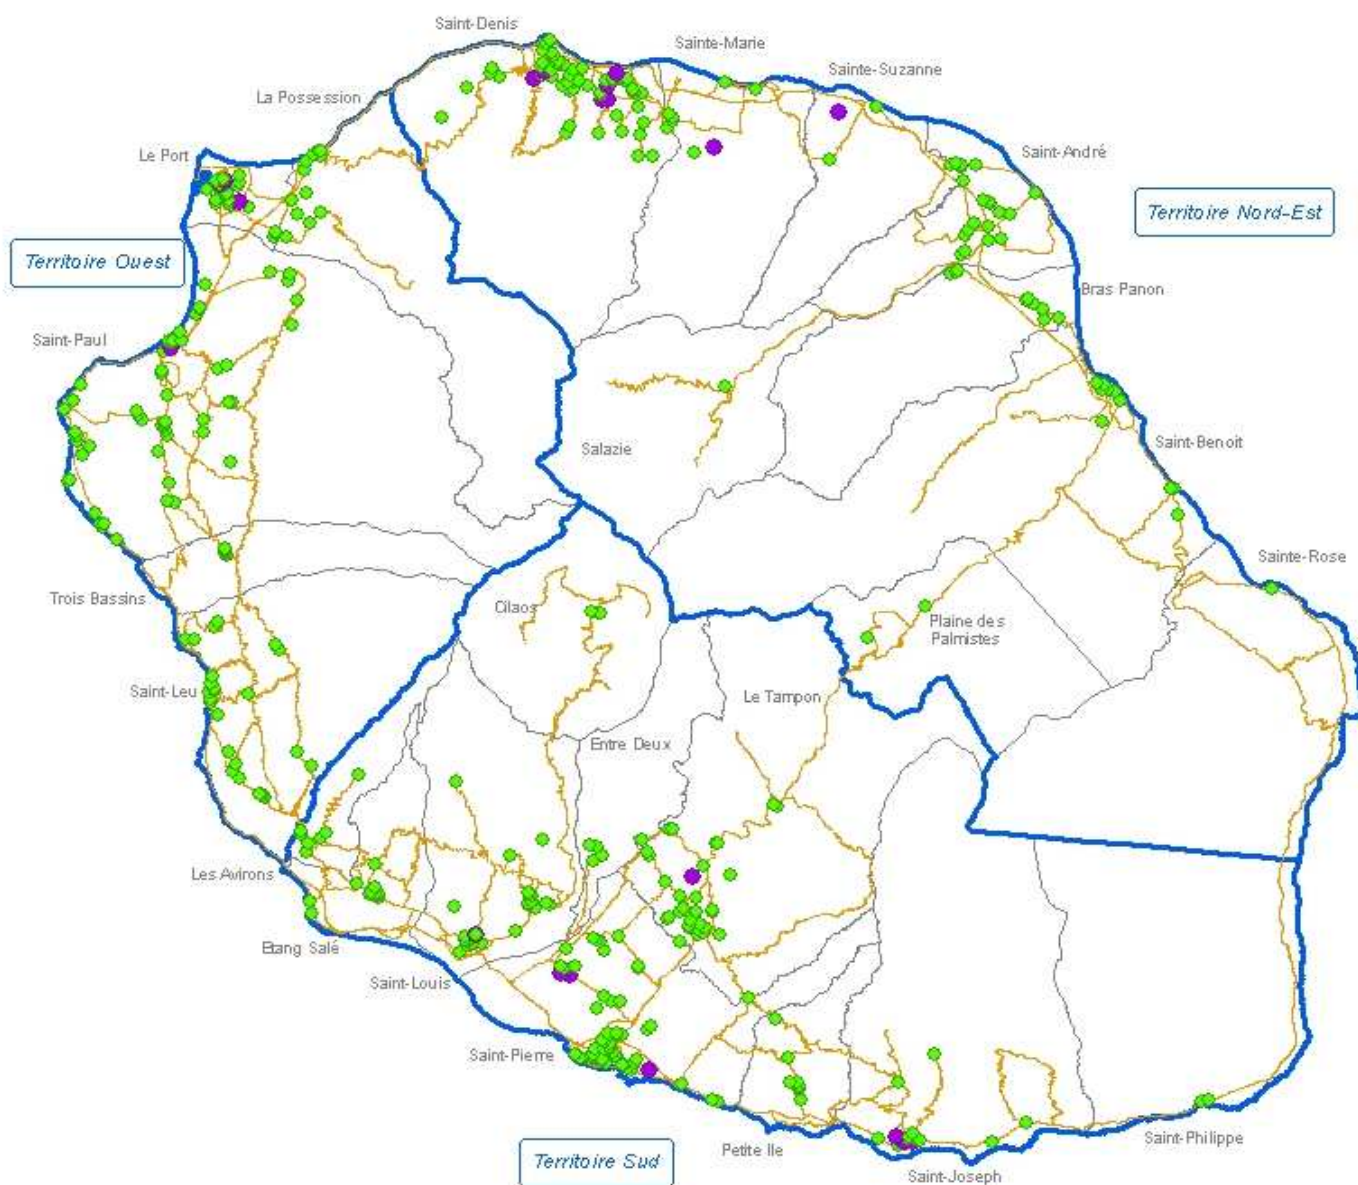 Saint-Denis
Sainte-Marie
Sainte-Suzanne
La Possession
Le Port
Saint-André
Territoire Nord-Est
Territoire Ouest
Bras Panon
Saint-Paul
Saint-Benoit
Salazie
Sainte-Rose
Trois Bassins
Cilaos
Plaine des
Palmistes
Saint-Leu
Le Tampon
Entre Deux
Les Avirons
Etang Salé
Saint-Louis
Saint-Pierre
Saint-Philippe
Petite Ile
Territoire Sud
Saint-Joseph